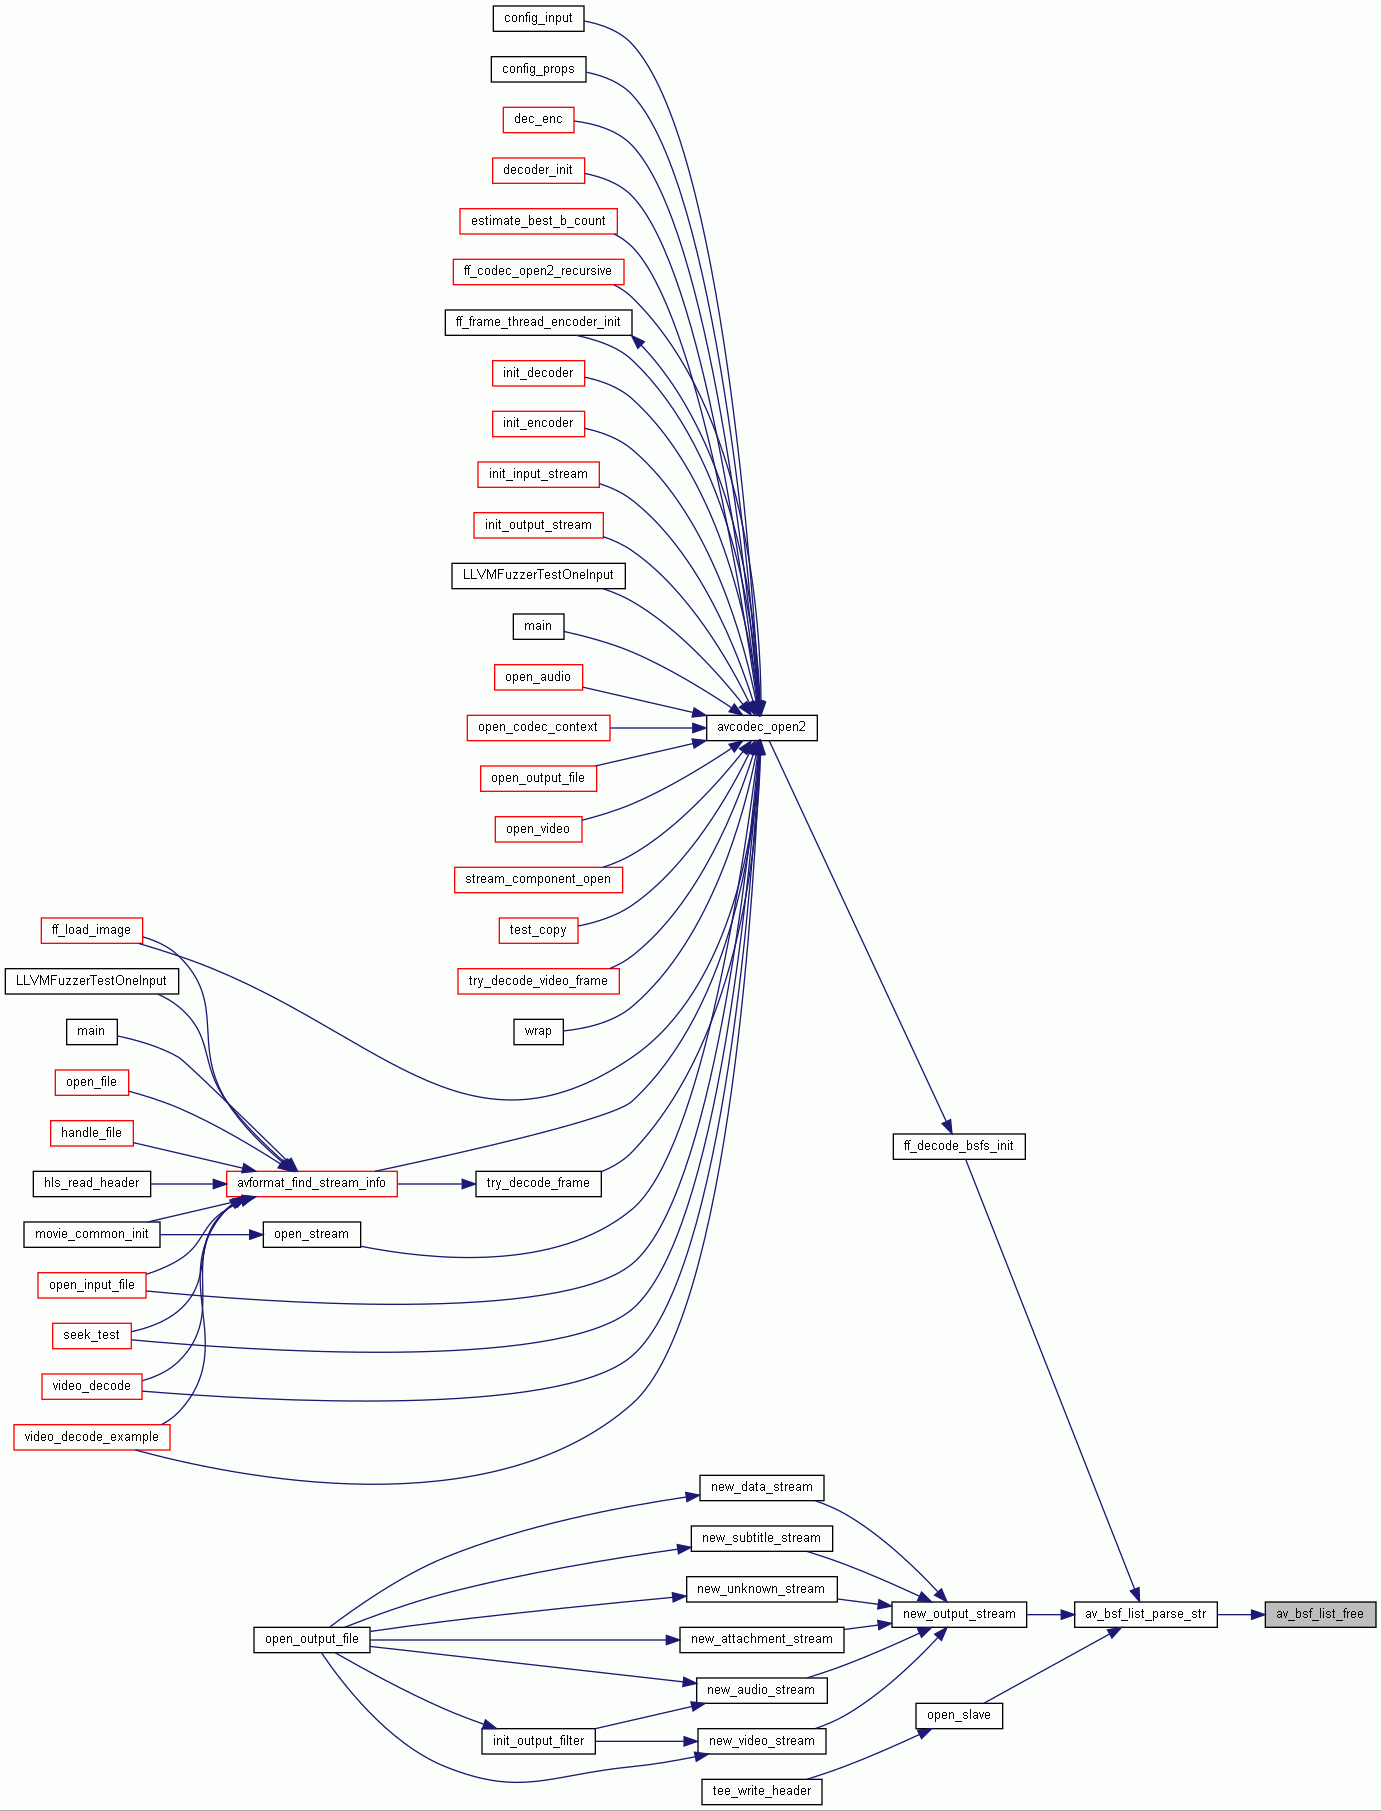 config_input
config_props
dec_enc
decoder_init
estimate_best_b_count
ff_codec_open2_recursive
ff_frame_thread_encoder_init
init_decoder
init_encoder
init_input_stream
init_output_stream
LLVMFuzzerTestOneInput
main
open_audio
avcodec_open2
open_codec_context
open_output_file
open_video
stream_component_open
ff_load_image
test_copy
LLVMFuzzerTestOneInput
try_decode_video_frame
main
wrap
open_file
handle_file
ff_decode_bsfs_init
hls_read_header
avformat_find_stream_info
try_decode_frame
movie_common_init
open_stream
open_input_file
seek_test
video_decode
video_decode_example
new_data_stream
new_subtitle_stream
new_unknown_stream
new_output_stream
av_bsf_list_parse_str
av_bsf_list_free
open_output_file
new_attachment_stream
new_audio_stream
open_slave
init_output_filter
new_video_stream
tee_write_header